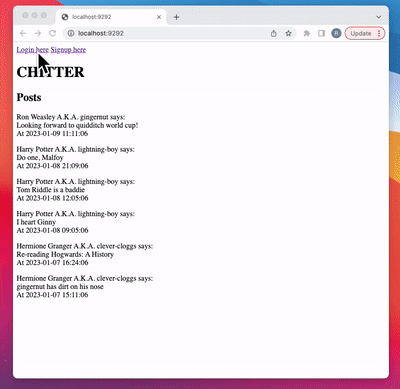 localhost:9292
localhost:9292
Update
Login here Signup here
CHITTER
Posts
Ron Weasley A.K.A. gingernut says:
Looking forward to quidditch world cup!
At 2023-01-09 11:11:06
Harry Potter A.K.A. lightning-boy says:
Do one, Malfoy
At 2023-01-08 21:09:06
Harry Potter A.K.A. lightning-boy says:
Tom Riddle is a baddie
At 2023-01-08 12:05:06
Harry Potter A.K.A. lightning-boy says:
I heart Ginny
At 2023-01-08 09:05:06
Hermione Granger A.K.A. clever-cloggs says:
Re-reading Hogwards: A History
At 2023-01-07 16:24:06
Hermione Granger A.K.A. clever-cloggs says:
gingernut has dirt on his nose
At 2023-01-07 15:11:06